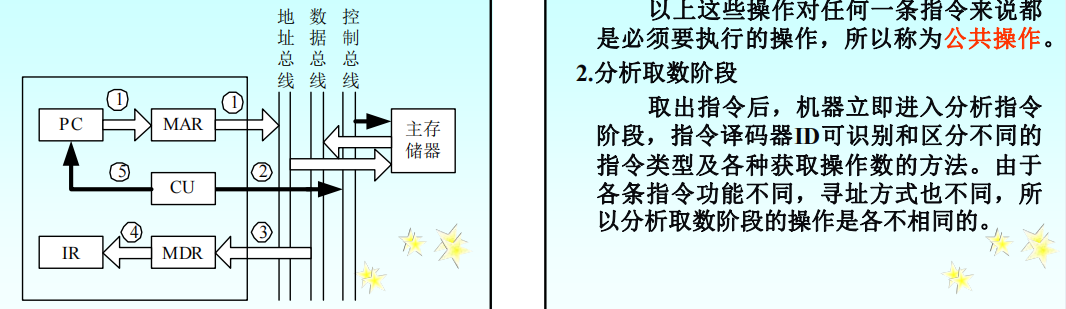 地址总线
数据总线
控制总线
①
①
PC
MAR
主存
储器
⑤
CU
②
④
③
IR
MDR
以上这些操作对任何一条指令来说都
是必须要执行的操作，所以称为公共操作。
2.分析取数阶段
取出指令后，机器立即进入分析指令
阶段，指令译码器ID可识别和区分不同的
指令类型及各种获取操作数的方法。由于
各条指令功能不同，寻址方式也不同，所
以分析取数阶段的操作是各不相同的。